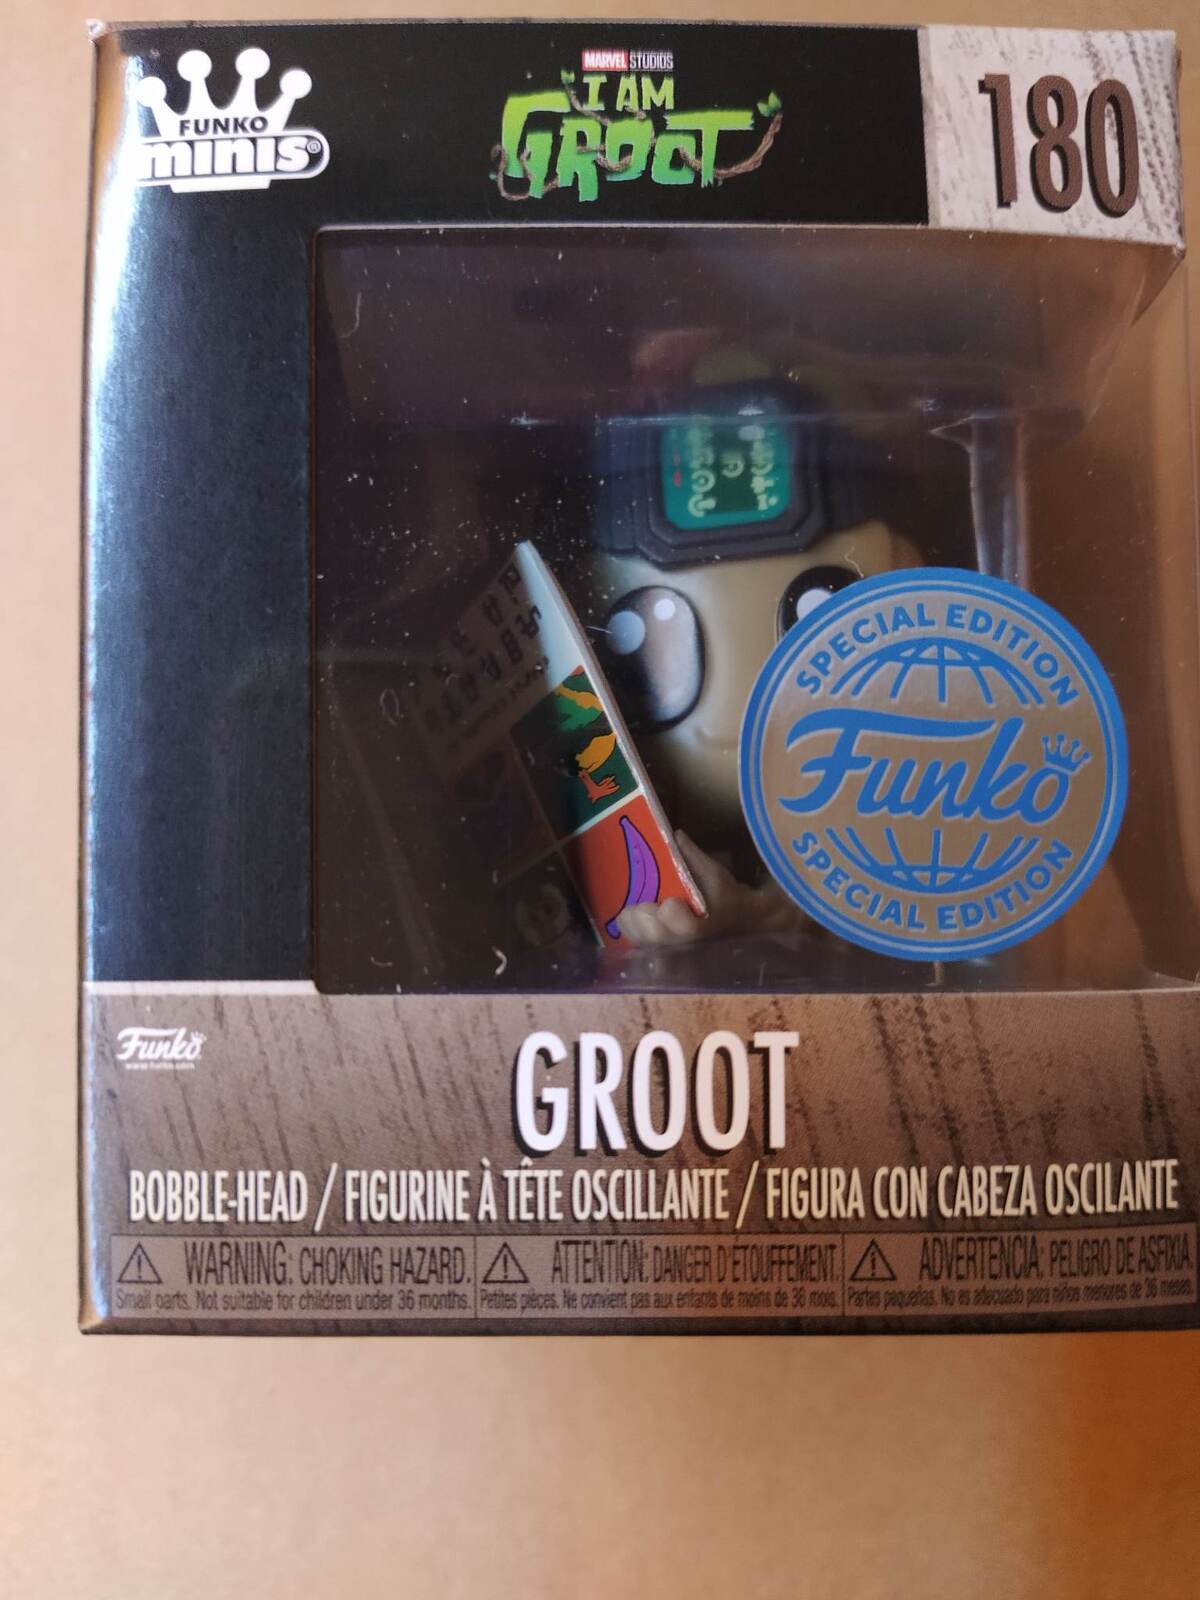 FUNKO
minis®
MARVEL STUDIOS
I AM
GROOT
180
SPECIAL EDITION
Funko
SPECIAL EDITION
Funko
www.funko.com
GROOT
BOBBLE-HEAD / FIGURINE À TÊTE OSCILLANTE / FIGURA CON CABEZA OSCILANTE
WARNING: CHOKING HAZARD.
Small parts. Not suitable for children under 36 months.
ATTENTION: DANGER D'ÉTOUFFEMENT.
Petites pièces. Ne convient pas aux enfants de moins de 36 mois.
ADVERTENCIA: PELIGRO DE ASFIXIA.
Partes pequeñas. No es adecuado para niños menores de 36 meses.